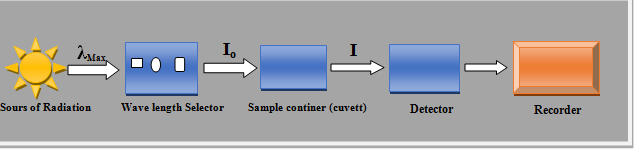 λMax
Io
I
Sours of Radiation
Wave length Selector
Sample continer (cuvett)
Detector
Recorder